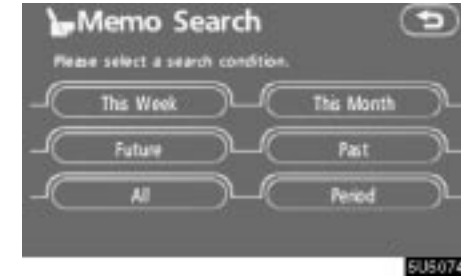 Memo Search
Please select a search condition.
This Week
This Month
Future
Past
All
Period
5U5074